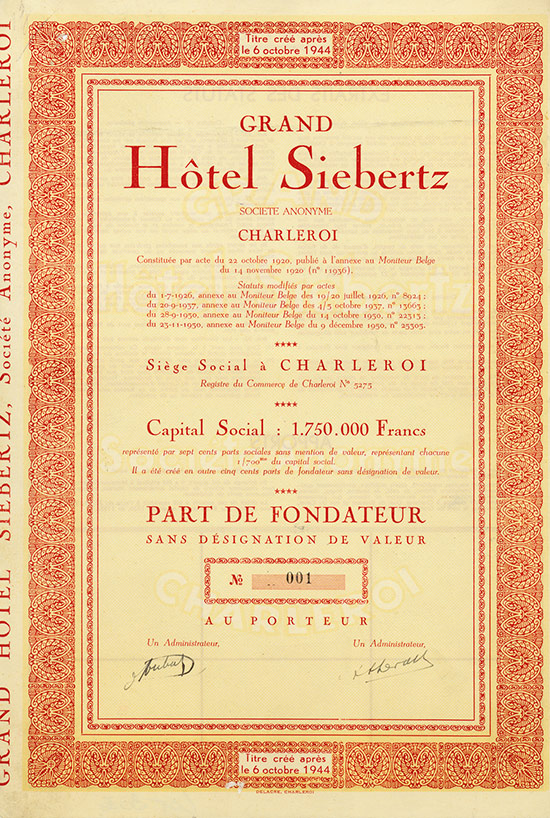 Titre créé après
le 6 octobre 1944
GRAND
Hôtel Siebertz
SOCIETE ANONYME
CHARLEROI
Constituée par acte du 22 octobre 1920, publié à l'annexe au Moniteur Belge
du 14 novembre 1920 (n° 11936).
Statuts modifiés par actes
du 1-7-1926, annexe au Moniteur Belge des 19/20 juillet 1926, n° 8924 ;
du 20-9-1937, annexe au Moniteur Belge des 4/5 octobre 1937, n° 13663 ;
du 28-9-1950, annexe au Moniteur Belge du 14 octobre 1950, n° 22313 ;
du 23-11-1950, annexe au Moniteur Belge du 9 décembre 1950, n° 25303.
****
Siège Social à CHARLEROI
Registre du Commerce de Charleroi N° 5275
****
Capital Social : 1.750.000 Francs
représenté par sept cents parts sociales sans mention de valeur, représentant chacune
1/700me du capital social.
Il a été créé en outre cinq cents parts de fondateur sans désignation de valeur.
****
PART DE FONDATEUR
SANS DÉSIGNATION DE VALEUR
N° 001
AU PORTEUR
Un Administrateur,
Un Administrateur,
Titre créé après
le 6 octobre 1944
DELACRE, CHARLEROI
GRAND HOTEL SIEBERTZ, Société Anonyme, CHARLEROI